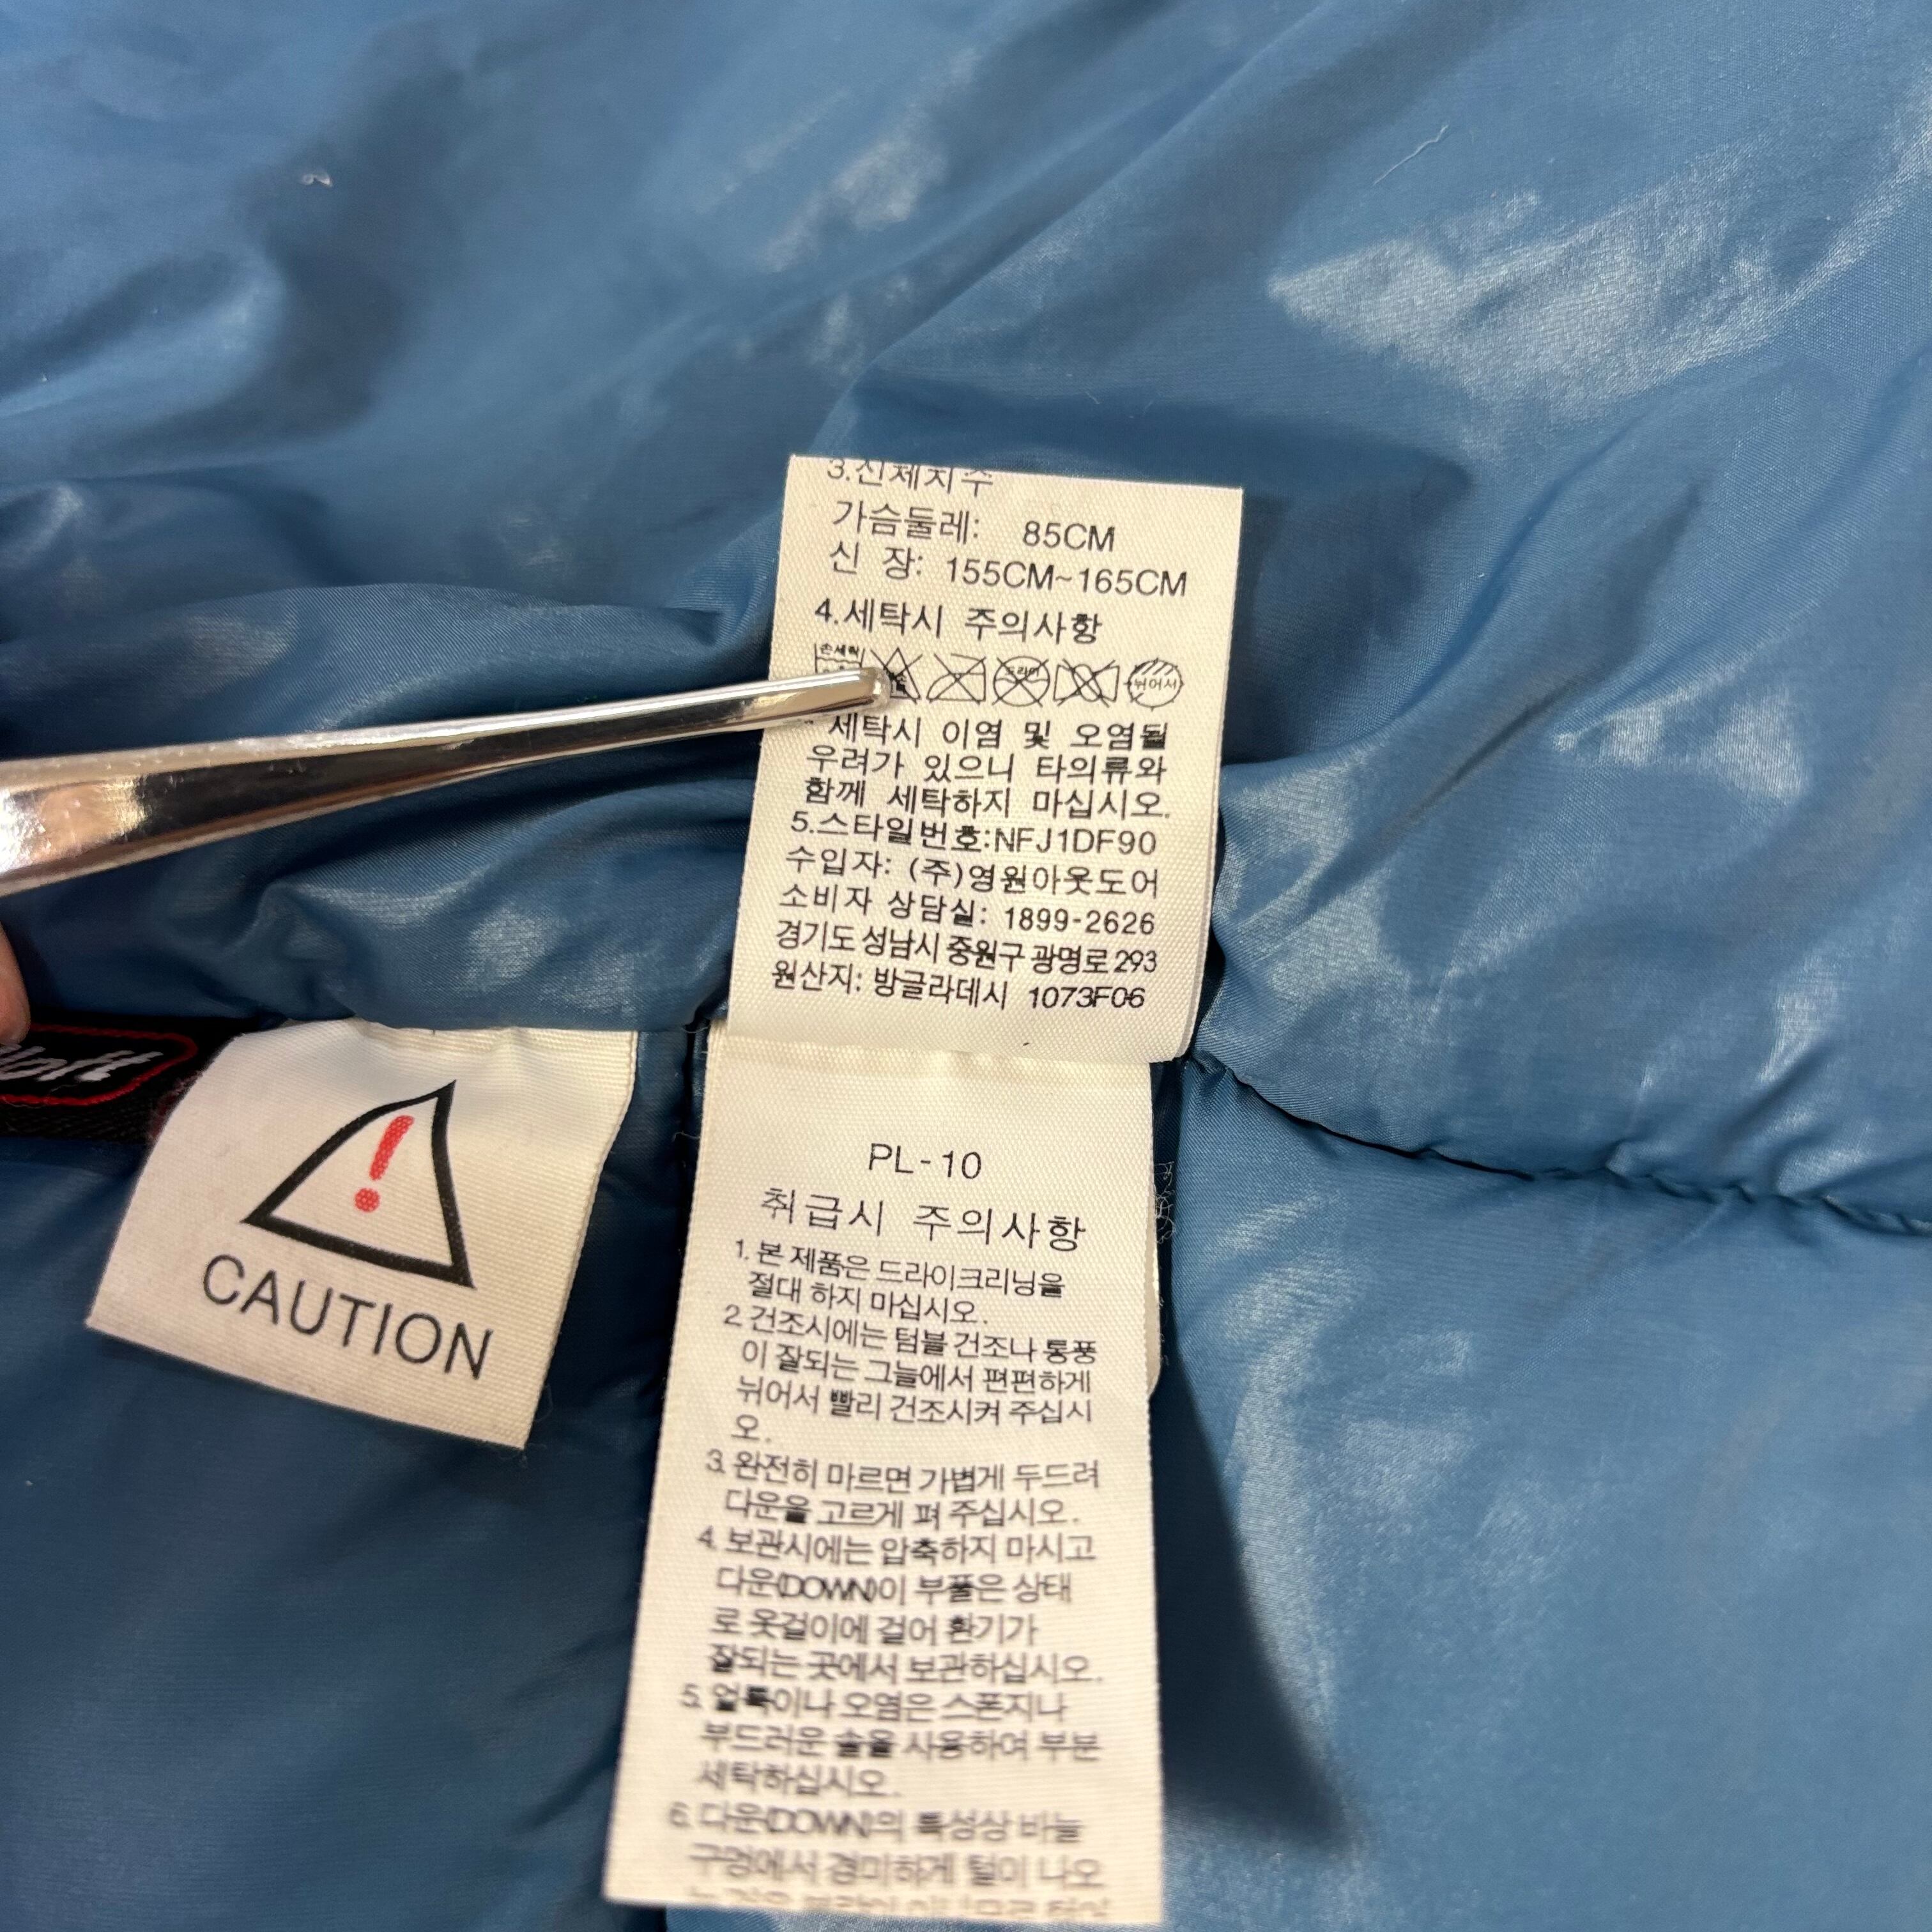 3.신체치수
가슴둘레: 85CM
신 장: 155CM~165CM
4.세탁시 주의사항
손세탁
드라이
뉘어서
세탁시 이염 및 오염될
우려가 있으니 타의류와
함께 세탁하지 마십시오.
5.스타일번호:NFJ1DF90
수입자: (주)영원아웃도어
소비자 상담실: 1899-2626
경기도 성남시 중원구 광명로 293
원산지: 방글라데시 1073F06
loft
CAUTION
PL-10
취급시 주의사항
1. 본 제품은 드라이크리닝을
절대 하지 마십시오.
2. 건조시에는 텀블 건조나 통풍
이 잘되는 그늘에서 편편하게
뉘어서 빨리 건조시켜 주십시
오.
3. 완전히 마르면 가볍게 두드려
다운을 고르게 펴 주십시오.
4. 보관시에는 압축하지 마시고
다운(DOWN)이 부풀은 상태
로 옷걸이에 걸어 환기가
잘되는 곳에서 보관하십시오.
5. 얼룩이나 오염은 스폰지나
부드러운 솔을 사용하여 부분
세탁하십시오.
6. 다운(DOWN)의 특성상 바늘
구멍에서 경미하게 털이 나오